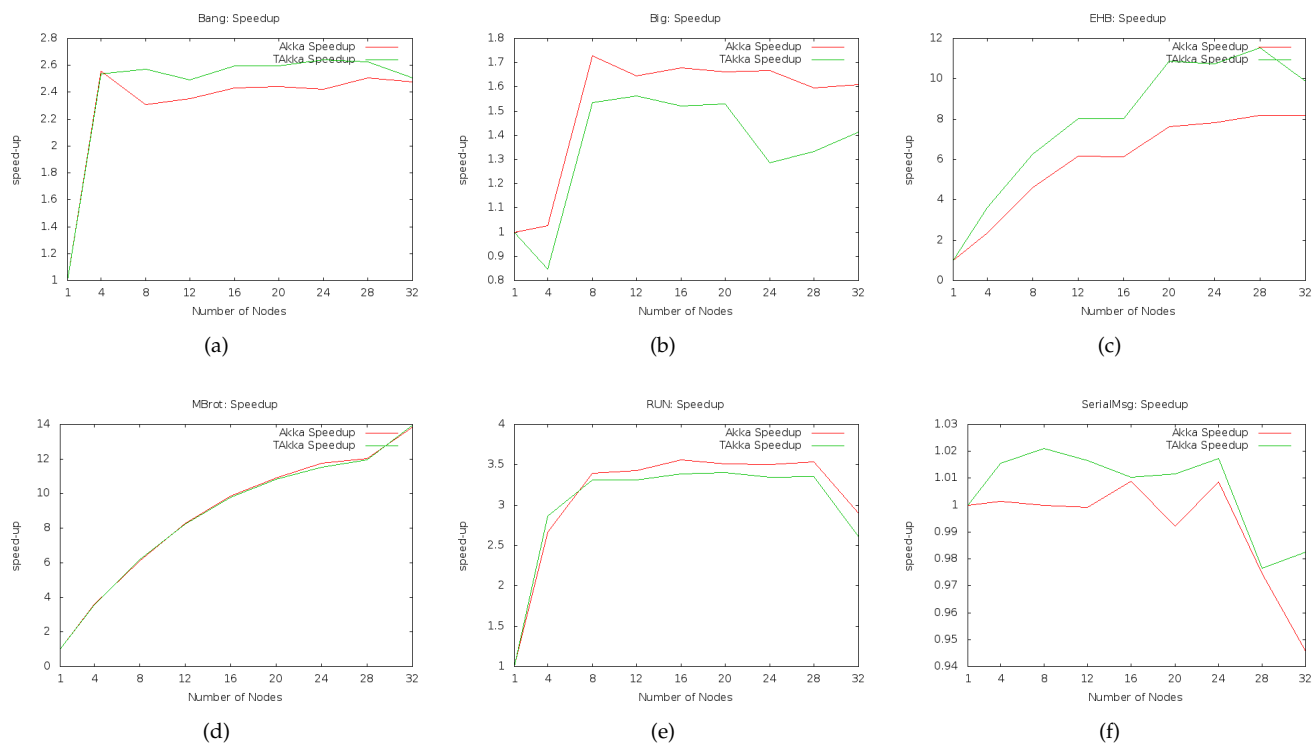 Bang: Speedup
2.8
2.6
2.4
2.2
2
1.8
1.6
1.4
1.2
1
speed-up
Akka Speedup
TAkka Speedup
1 4 8 12 16 20 24 28 32
Number of Nodes
(a)
Big: Speedup
1.8
1.7
1.6
1.5
1.4
1.3
1.2
1.1
1
0.9
0.8
speed-up
Akka Speedup
TAkka Speedup
1 4 8 12 16 20 24 28 32
Number of Nodes
(b)
EHB: Speedup
12
10
8
6
4
2
0
speed-up
Akka Speedup
TAkka Speedup
1 4 8 12 16 20 24 28 32
Number of Nodes
(c)
MBrot: Speedup
14
12
10
8
6
4
2
0
speed-up
Akka Speedup
TAkka Speedup
1 4 8 12 16 20 24 28 32
Number of Nodes
(d)
RUN: Speedup
4
3.5
3
2.5
2
1.5
1
speed-up
Akka Speedup
TAkka Speedup
1 4 8 12 16 20 24 28 32
Number of Nodes
(e)
SerialMsg: Speedup
1.03
1.02
1.01
1
0.99
0.98
0.97
0.96
0.95
0.94
speed-up
Akka Speedup
TAkka Speedup
1 4 8 12 16 20 24 28 32
Number of Nodes
(f)